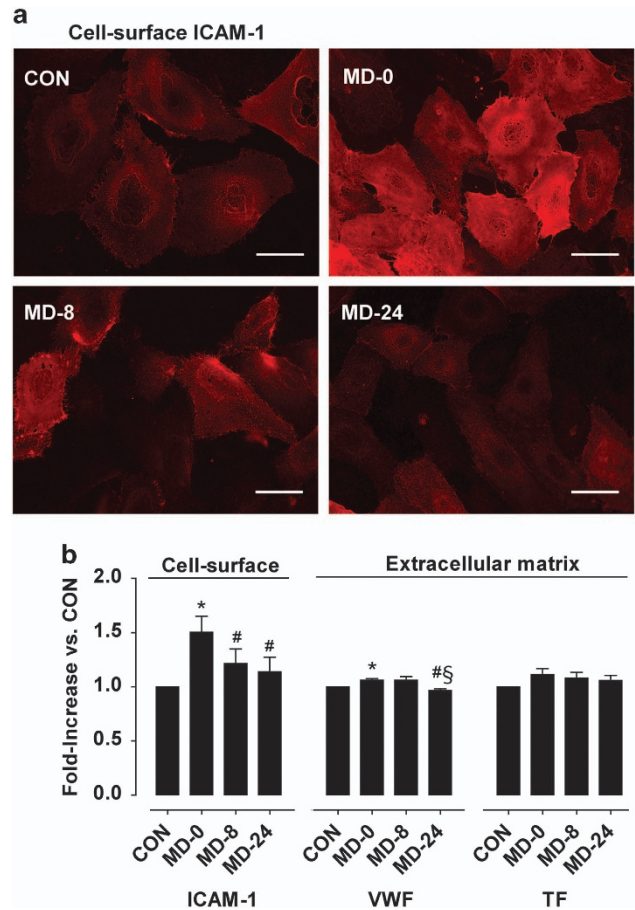 a
Cell-surface ICAM-1
CON
MD-0
MD-8
MD-24
b
Cell-surface
Extracellular matrix
Fold-Increase vs. CON
2.0
1.5
1.0
0.5
0.0
*
#
#
*
#§
CON
MD-0
MD-8
MD-24
CON
MD-0
MD-8
MD-24
CON
MD-0
MD-8
MD-24
ICAM-1
VWF
TF